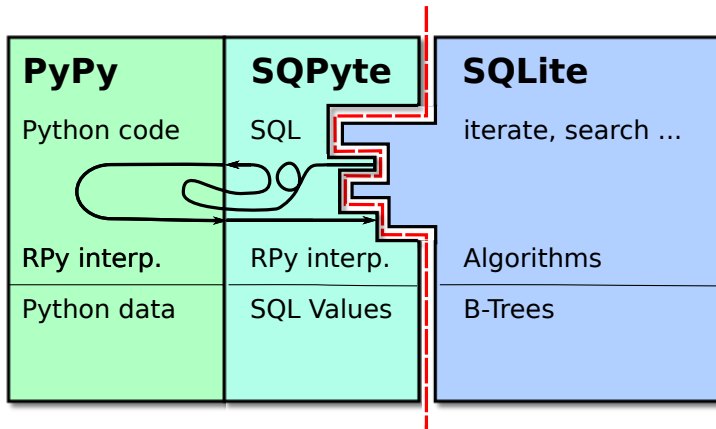 PyPy
SQPyte
SQLite
Python code
SQL
iterate, search ...
RPy interp.
RPy interp.
Algorithms
Python data
SQL Values
B-Trees